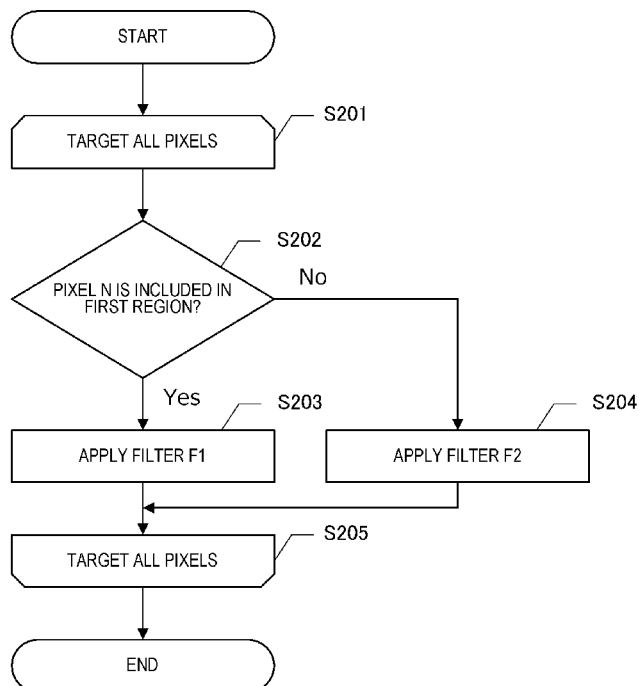 START
TARGET ALL PIXELS
S201
PIXEL N IS INCLUDED IN
FIRST REGION?
S202
No
Yes
APPLY FILTER F1
S203
APPLY FILTER F2
S204
TARGET ALL PIXELS
S205
END